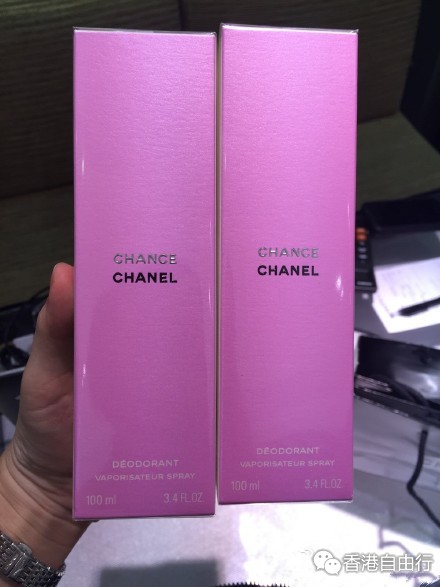 CHANCE
CHANEL
DÉODORANT
VAPORISATEUR SPRAY
100 ml 3.4 FL.OZ
CHANCE
CHANEL
DÉODORANT
VAPORISATEUR SPRAY
100 ml 3.4 FL.OZ
香港自由行